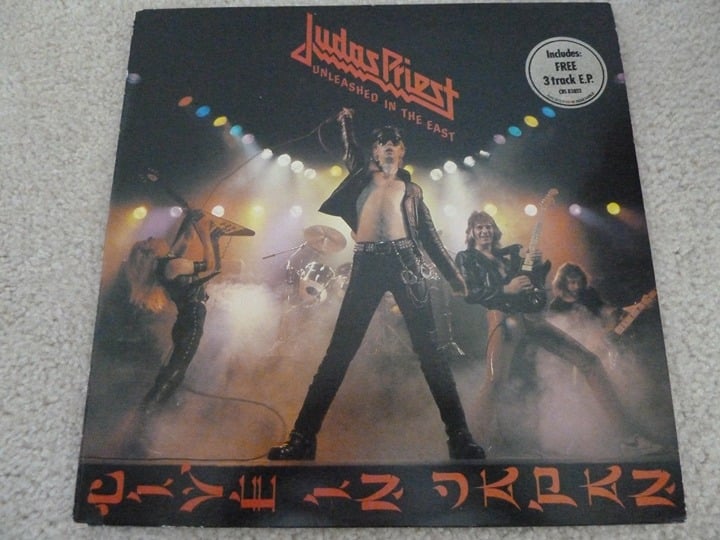 Judas Priest
UNLEASHED IN THE EAST
Includes:
FREE
3 track E.P.
LIVE IN JAPAN